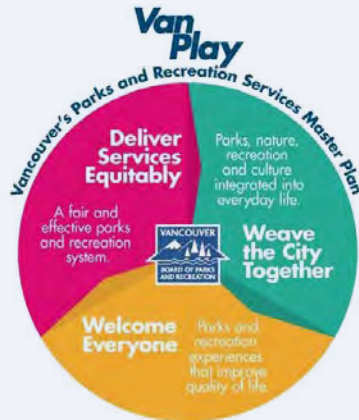 Van
Play
Vancouver's Parks and Recreation Services Master Plan
Deliver
Services
Equitably
A fair and
effective parks
and recreation
system.
Parks, nature,
recreation
and culture
integrated into
everyday life.
Weave
the City
Together
VANCOUVER
BOARD OF PARKS
AND RECREATION
Welcome
Everyone
Parks and
recreation
experiences
that improve
quality of life.